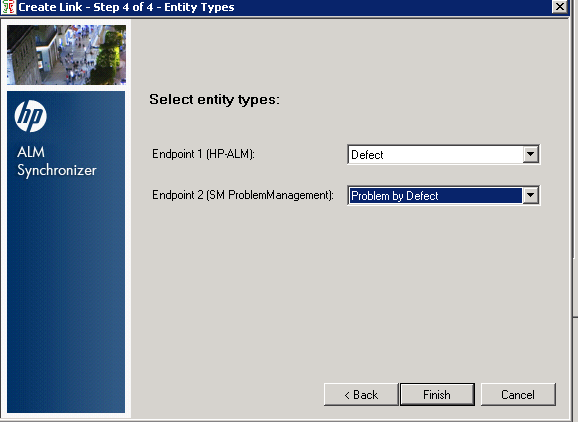 Create Link - Step 4 of 4 - Entity Types
hp
ALM
Synchronizer
Select entity types:
Endpoint 1 (HP-ALM):
Defect
Endpoint 2 (SM ProblemManagement):
Problem by Defect
< Back
Finish
Cancel